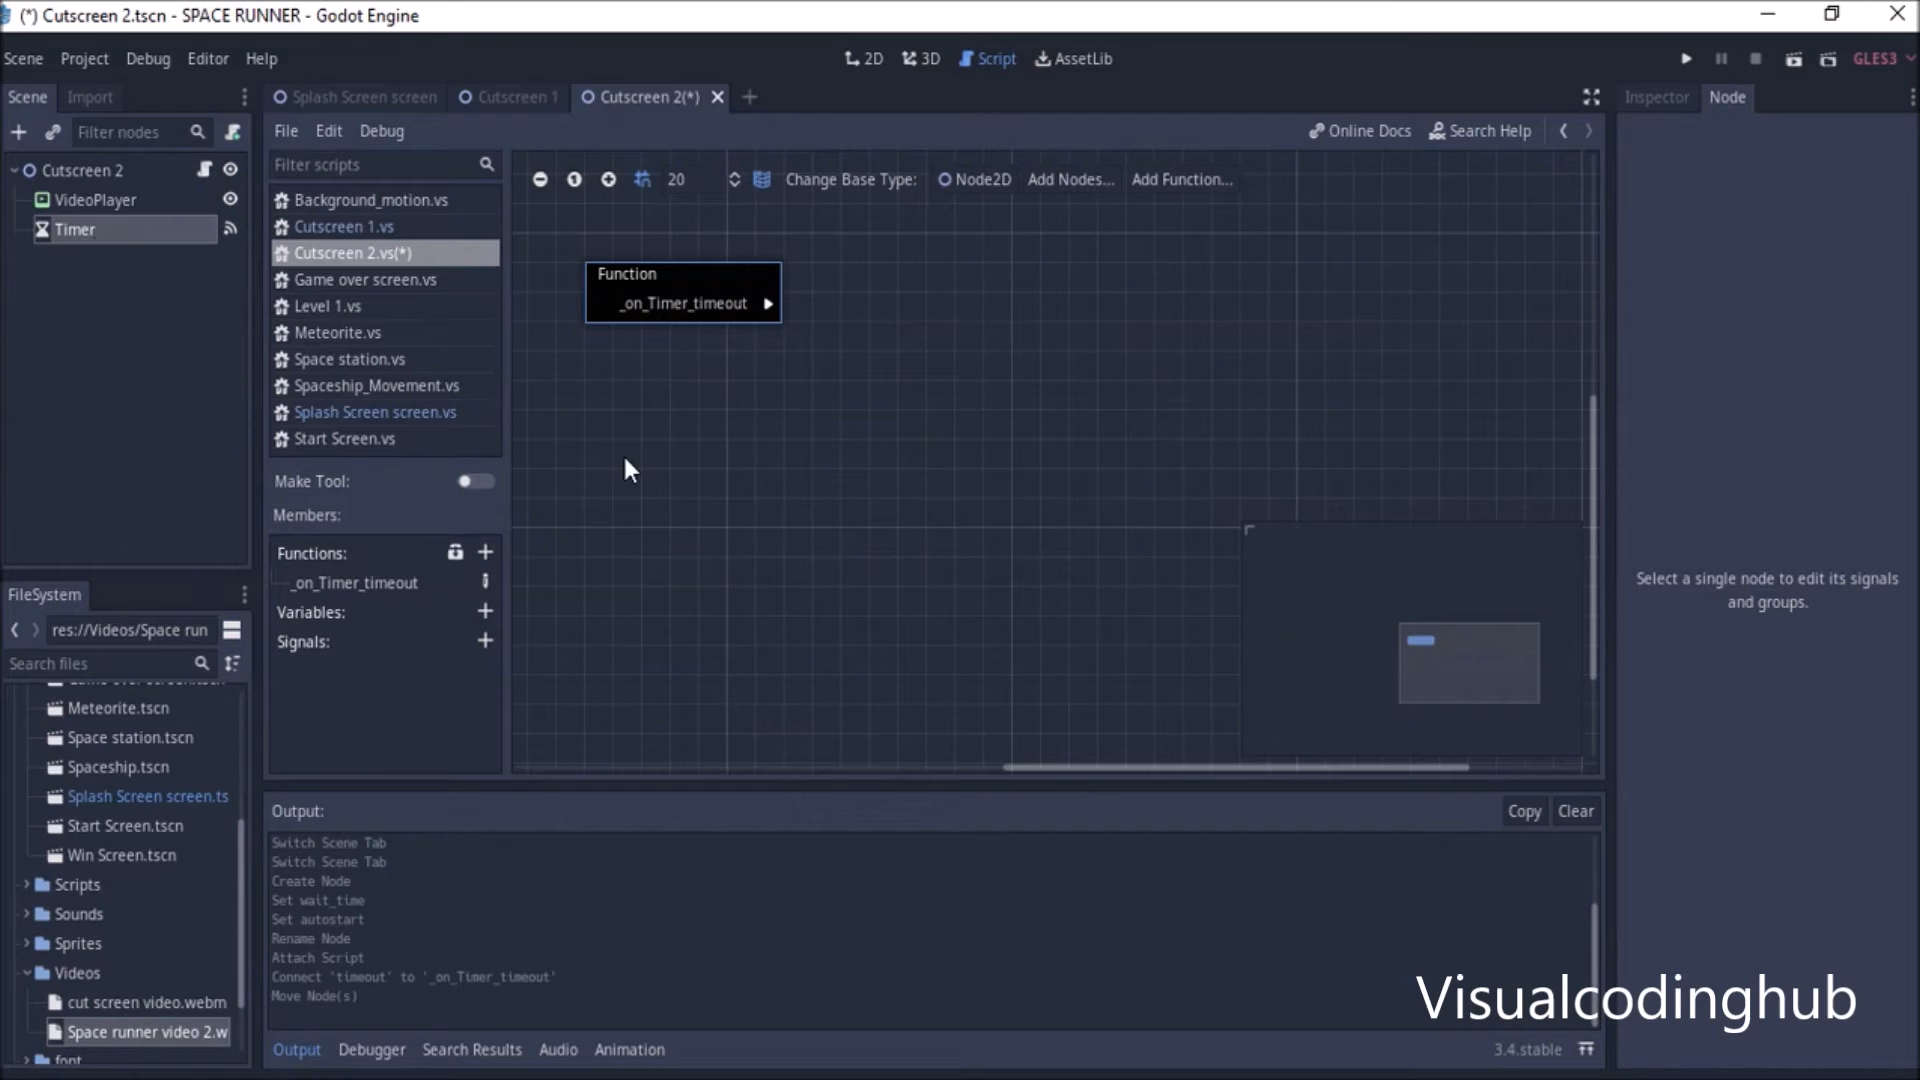 (*) Cutscreen 2.tscn - SPACE RUNNER - Godot Engine
Scene Project Debug Editor Help
2D 3D Script AssetLib
GLES3
Scene Import
Splash Screen screen Cutscreen 1 Cutscreen 2(*)
Inspector Node
Filter nodes
File Edit Debug
Online Docs Search Help
Cutscreen 2
VideoPlayer
Timer
Filter scripts
Background_motion.vs
Cutscreen 1.vs
Cutscreen 2.vs(*)
Game over screen.vs
Level 1.vs
Meteorite.vs
Space station.vs
Spaceship_Movement.vs
Splash Screen screen.vs
Start Screen.vs
20 Change Base Type: Node2D Add Nodes... Add Function...
Function
_on_Timer_timeout
Make Tool:
Members:
Functions:
_on_Timer_timeout
Variables:
Signals:
Select a single node to edit its signals
and groups.
FileSystem
res://Videos/Space run
Search files
Meteorite.tscn
Space station.tscn
Spaceship.tscn
Splash Screen screen.ts
Start Screen.tscn
Win Screen.tscn
Scripts
Sounds
Sprites
Videos
cut screen video.webm
Space runner video 2.w
font
Output:
Copy Clear
Switch Scene Tab
Switch Scene Tab
Create Node
Set wait_time
Set autostart
Rename Node
Attach Script
Connect 'timeout' to '_on_Timer_timeout'
Move Node(s)
Visualcodinghub
Output Debugger Search Results Audio Animation
3.4.stable